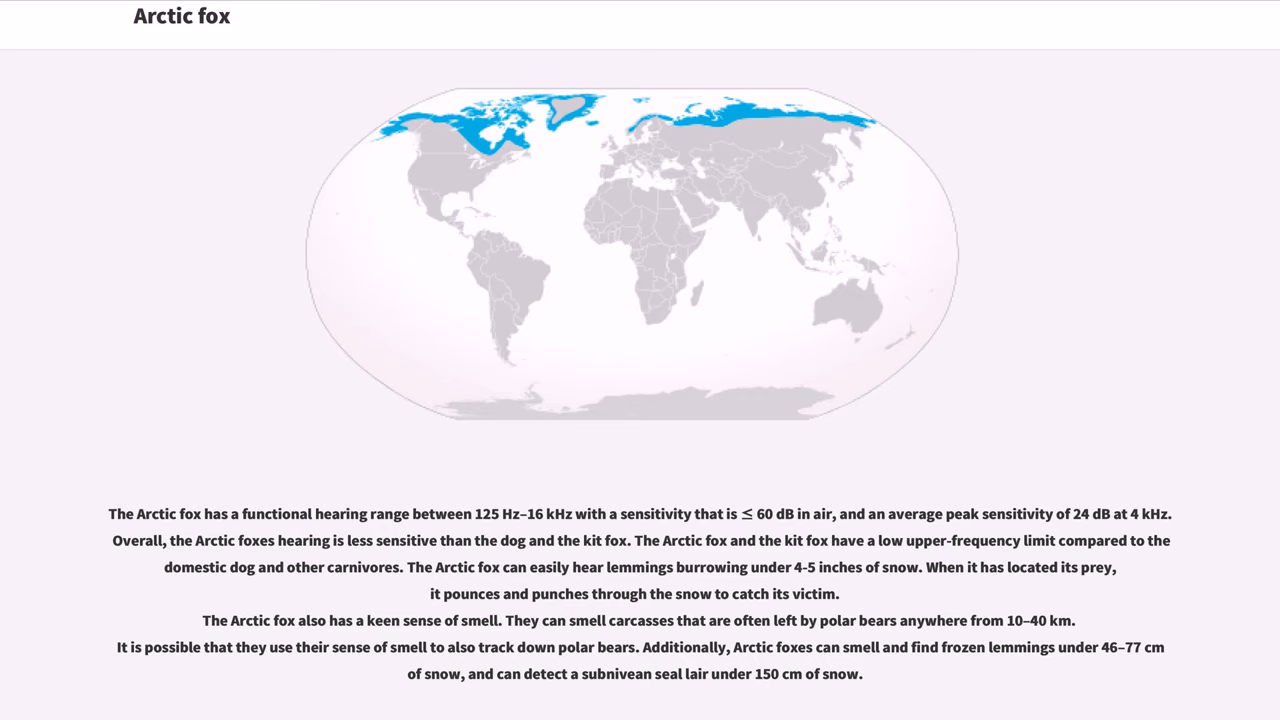 Arctic fox
The Arctic fox has a functional hearing range between 125 Hz–16 kHz with a sensitivity that is ≤ 60 dB in air, and an average peak sensitivity of 24 dB at 4 kHz.
Overall, the Arctic foxes hearing is less sensitive than the dog and the kit fox. The Arctic fox and the kit fox have a low upper-frequency limit compared to the
domestic dog and other carnivores. The Arctic fox can easily hear lemmings burrowing under 4-5 inches of snow. When it has located its prey,
it pounces and punches through the snow to catch its victim.
The Arctic fox also has a keen sense of smell. They can smell carcasses that are often left by polar bears anywhere from 10–40 km.
It is possible that they use their sense of smell to also track down polar bears. Additionally, Arctic foxes can smell and find frozen lemmings under 46–77 cm
of snow, and can detect a subnivean seal lair under 150 cm of snow.